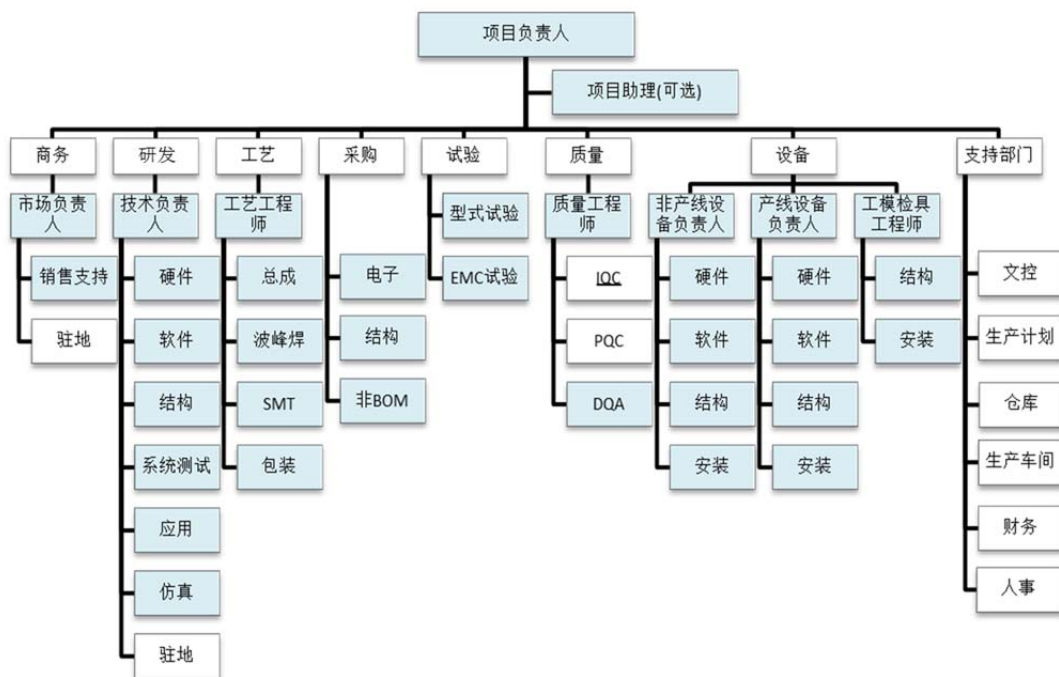 项目负责人
项目助理(可选)
商务
研发
工艺
采购
试验
质量
设备
支持部门
市场负责
人
技术负责
人
工艺工程
师
型式试验
质量工程
师
非产线设
备负责人
产线设备
负责人
工模检具
工程师
销售支持
硬件
总成
电子
EMC试验
IQC
硬件
硬件
结构
文控
驻地
软件
波峰焊
结构
PQC
软件
软件
安装
生产计划
结构
SMT
非BOM
DQA
结构
结构
仓库
系统测试
包装
安装
安装
生产车间
应用
财务
仿真
人事
驻地